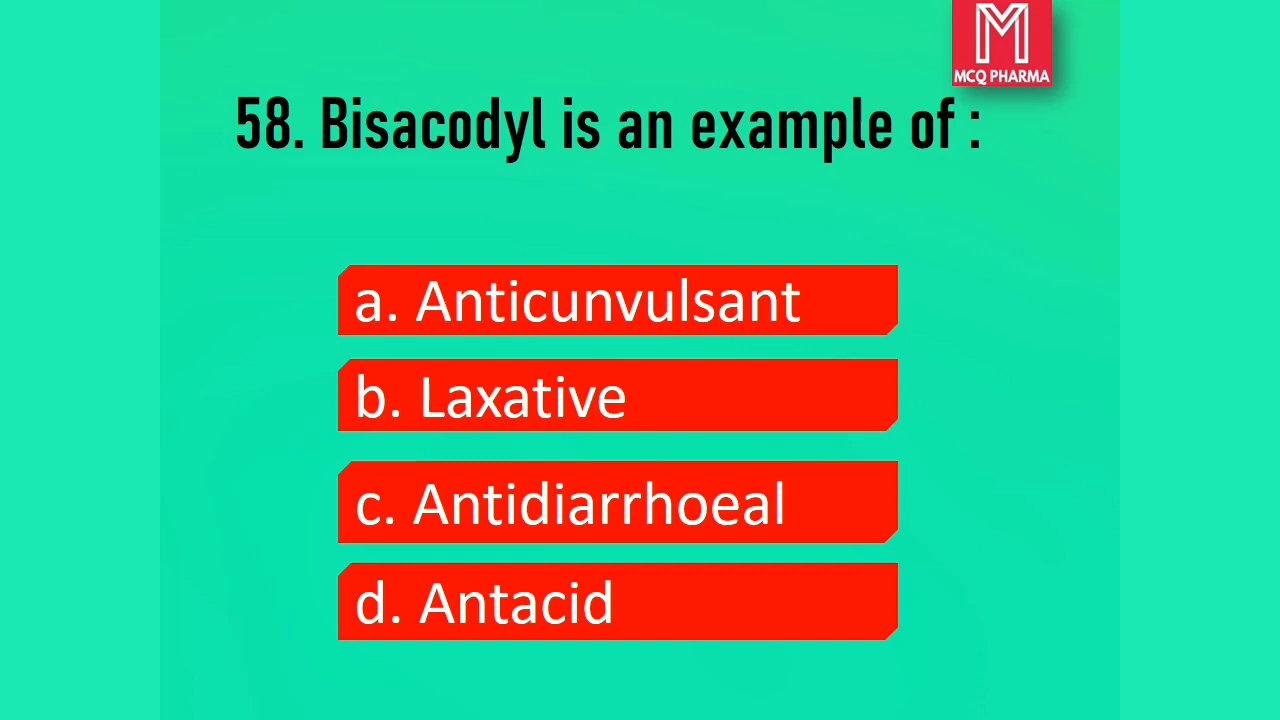 MCQ PHARMA
58. Bisacodyl is an example of :
a. Anticunvulsant
b. Laxative
c. Antidiarrhoeal
d. Antacid